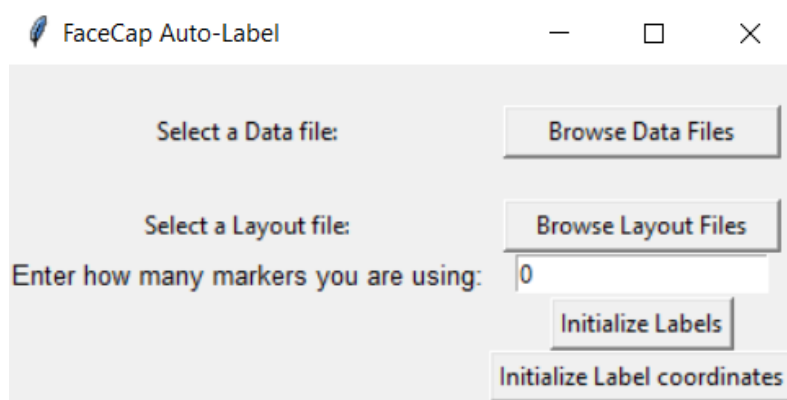 FaceCap Auto-Label
Select a Data file: Browse Data Files
Select a Layout file: Browse Layout Files
Enter how many markers you are using: 0
Initialize Labels
Initialize Label coordinates